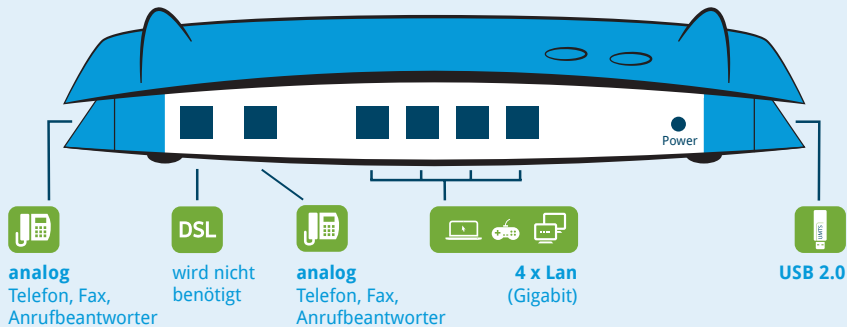 Power
DSL
UMTS
analog
Telefon, Fax,
Anrufbeantworter
wird nicht
benötigt
analog
Telefon, Fax,
Anrufbeantworter
4 x Lan
(Gigabit)
USB 2.0